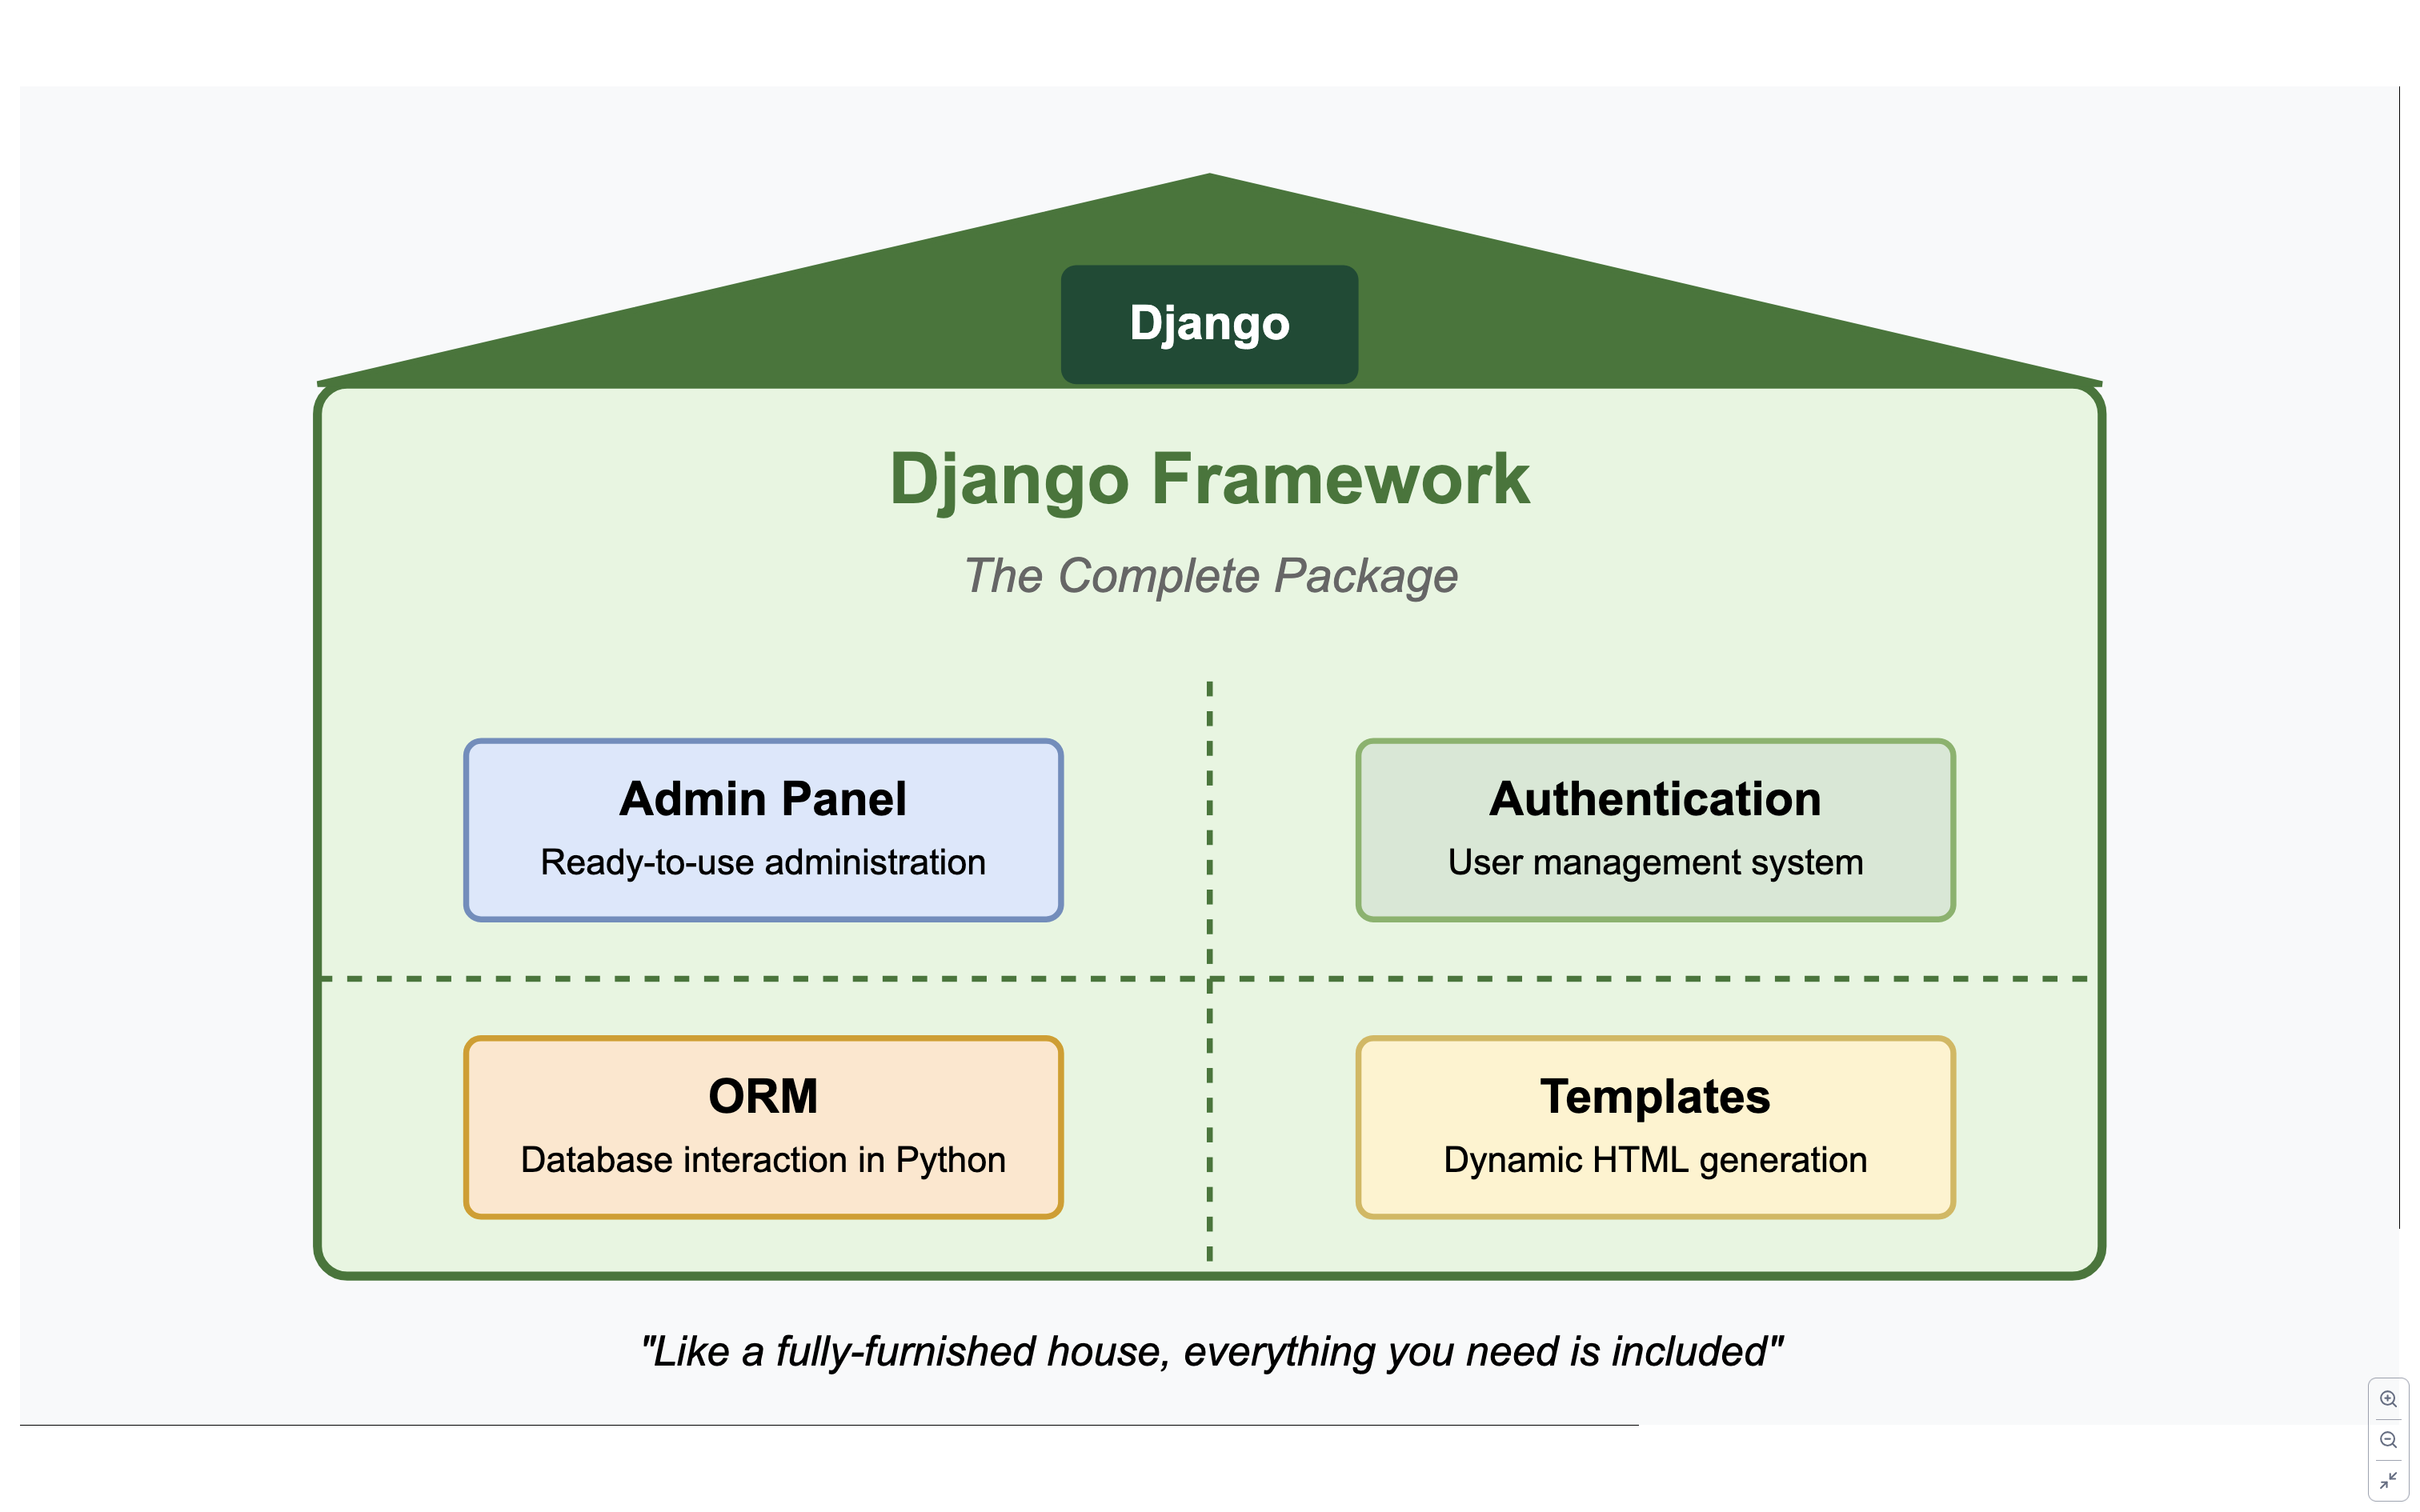 Django
Django Framework
The Complete Package
Admin Panel
Ready-to-use administration
Authentication
User management system
ORM
Database interaction in Python
Templates
Dynamic HTML generation
"Like a fully-furnished house, everything you need is included"